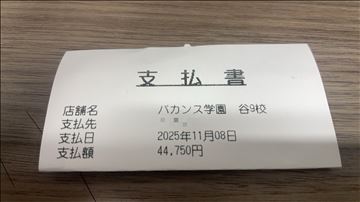 支払書
店舗名 バカンス学園 谷9校
支払先
支払日 2025年11月08日
支払額 44,750円